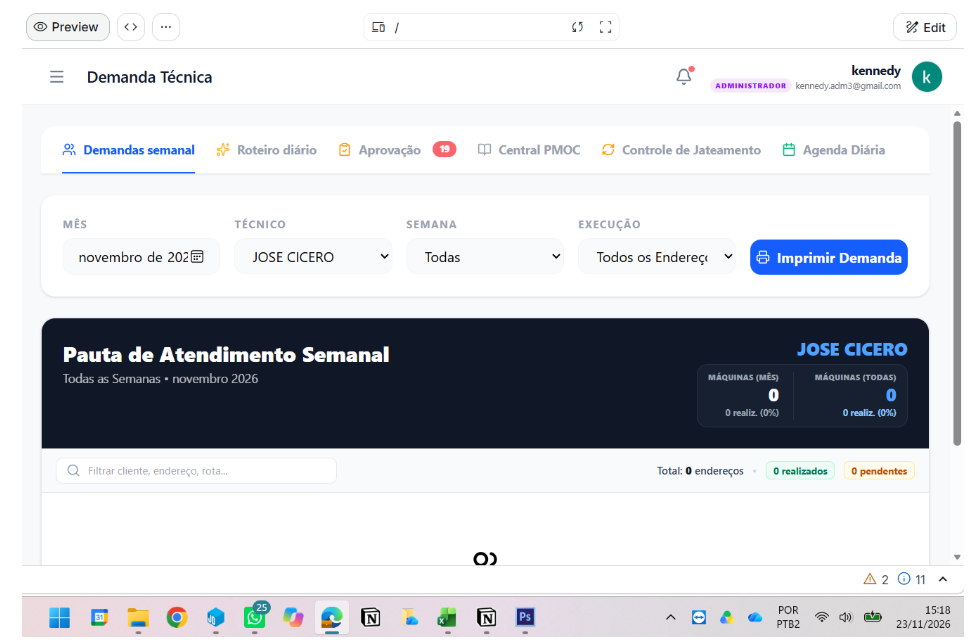 Preview
/
Edit
Demanda Técnica
kennedy
ADMINISTRADOR kennedy.adm3@gmail.com
k
Demandas semanal
Roteiro diário
Aprovação 19
Central PMOC
Controle de Jateamento
Agenda Diária
MÊS
TÉCNICO
SEMANA
EXECUÇÃO
novembro de 202
JOSE CICERO
Todas
Todos os Endereç
Imprimir Demanda
Pauta de Atendimento Semanal
Todas as Semanas • novembro 2026
JOSE CICERO
MÁQUINAS (MÊS)
0
0 realiz. (0%)
MÁQUINAS (TODAS)
0
0 realiz. (0%)
Filtrar cliente, endereço, rota...
Total: 0 endereços • 0 realizados 0 pendentes
2 11
31
25
Ps
POR
PTB2
15:18
23/11/2026